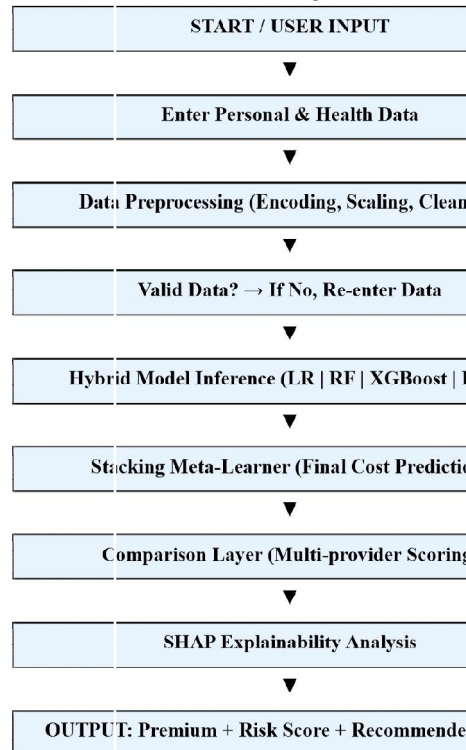 START / USER INPUT
Enter Personal & Health Data
Data Preprocessing (Encoding, Scaling, Clean
Valid Data? → If No, Re-enter Data
Hybrid Model Inference (LR | RF | XGBoost |
Stacking Meta-Learner (Final Cost Predictio
Comparison Layer (Multi-provider Scoring
SHAP Explainability Analysis
OUTPUT: Premium + Risk Score + Recommende